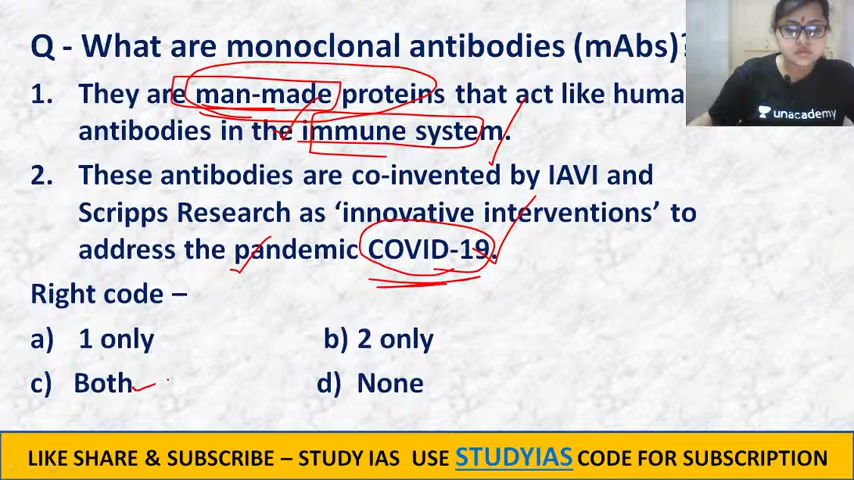 Q - What are monoclonal antibodies (mAbs)?
1. They are man-made proteins that act like huma
antibodies in the immune system.
2. These antibodies are co-invented by IAVI and
Scripps Research as ‘innovative interventions’ to
address the pandemic COVID-19.
Right code –
a) 1 only b) 2 only
c) Both d) None
unacademy
LIKE SHARE & SUBSCRIBE – STUDY IAS USE STUDYIAS CODE FOR SUBSCRIPTION